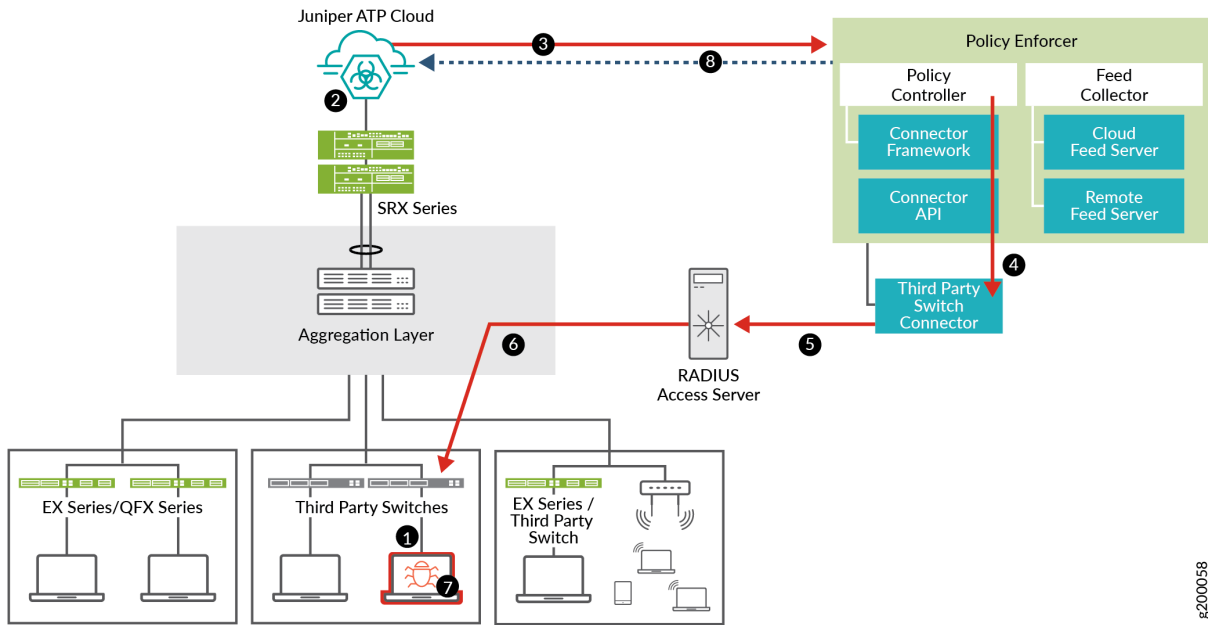 Juniper ATP Cloud
3
8
2
Policy Enforcer
Policy
Controller
Feed
Collector
Connector
Framework
Cloud
Feed Server
Connector
API
Remote
Feed Server
SRX Series
4
Third Party
Switch
Connector
Aggregation Layer
6
5
RADIUS
Access Server
EX Series/QFX Series
Third Party Switches
EX Series /
Third Party
Switch
1
7
g200058